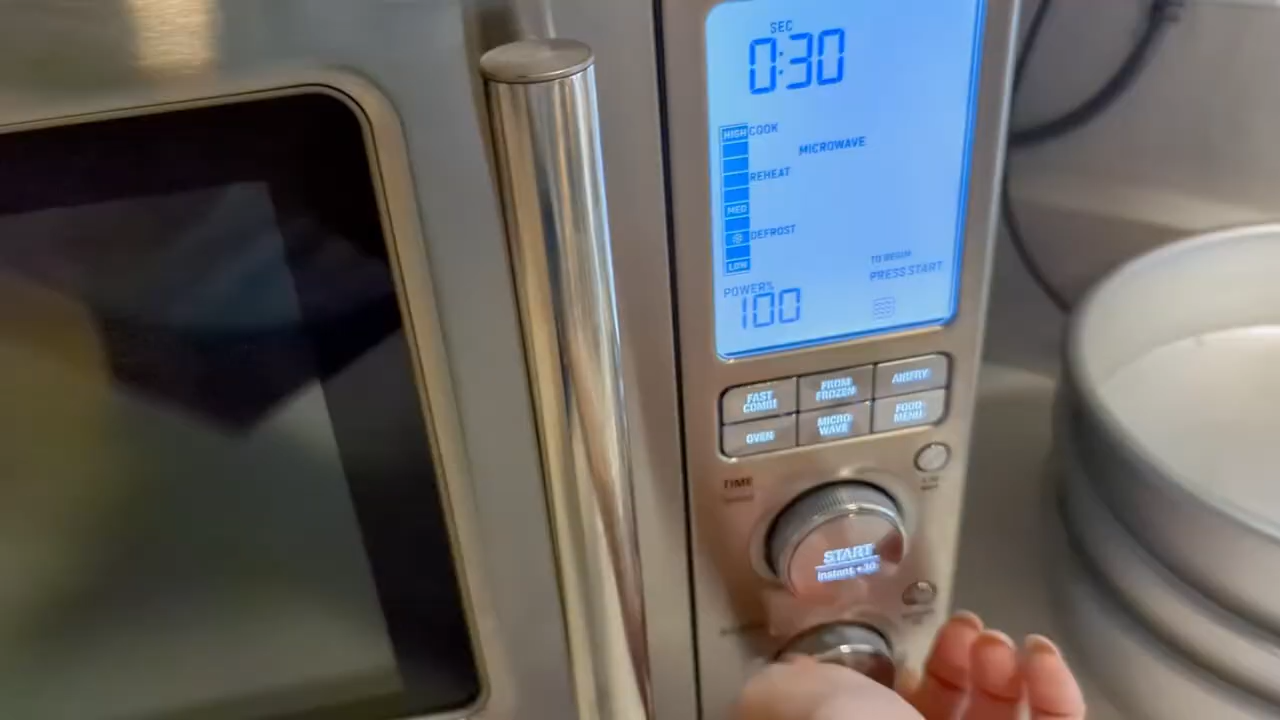 SEC
0:30
HIGH COOK
MICROWAVE
REHEAT
MED
DEFROST
LOW
TO BEGIN
PRESS START
POWER%
100
FAST COMBI
FROM FROZEN
AIRFRY
OVEN
MICRO WAVE
FOOD MENU
TIME
START
instant +30